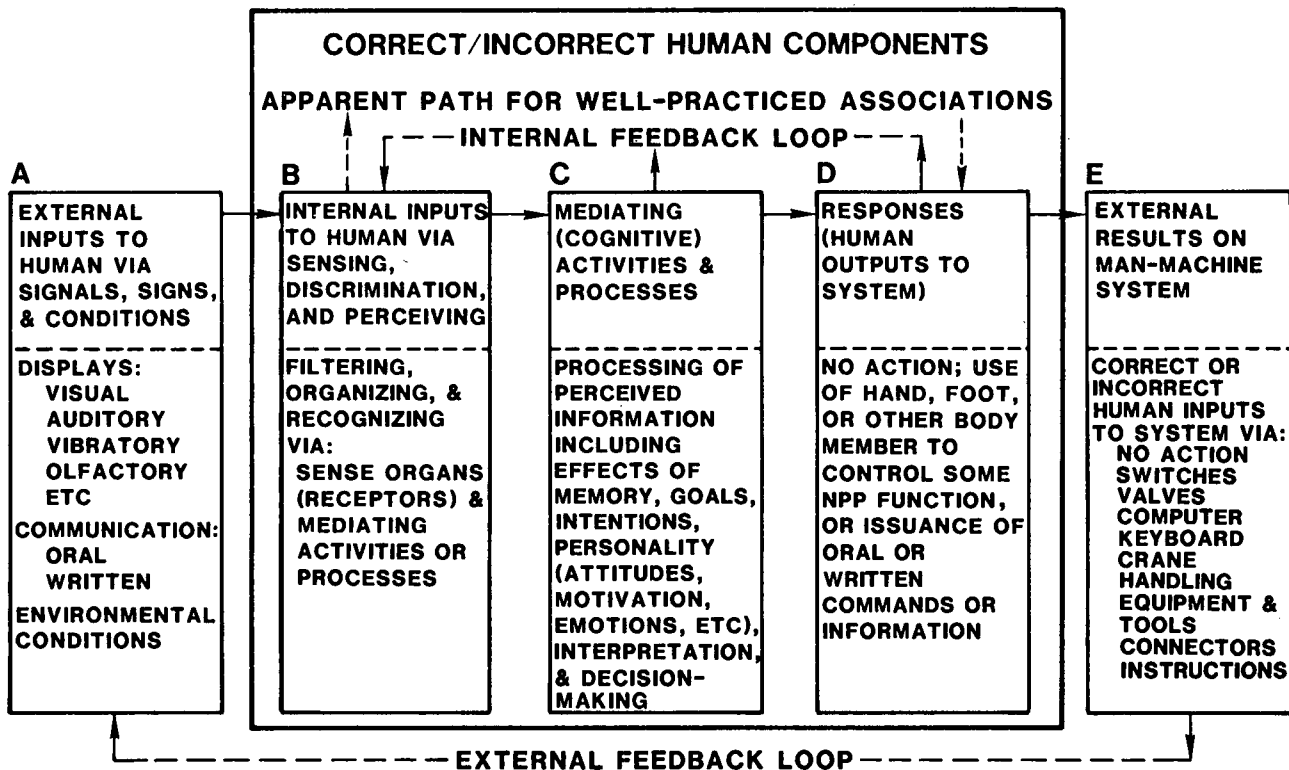 CORRECT/INCORRECT HUMAN COMPONENTS
APPARENT PATH FOR WELL-PRACTICED ASSOCIATIONS
INTERNAL FEEDBACK LOOP
A
EXTERNAL
INPUTS TO
HUMAN VIA
SIGNALS, SIGNS,
& CONDITIONS
DISPLAYS:
VISUAL
AUDITORY
VIBRATORY
OLFACTORY
ETC
COMMUNICATION:
ORAL
WRITTEN
ENVIRONMENTAL
CONDITIONS
B
INTERNAL INPUTS
TO HUMAN VIA
SENSING,
DISCRIMINATION,
AND PERCEIVING
FILTERING,
ORGANIZING, &
RECOGNIZING
VIA:
SENSE ORGANS
(RECEPTORS) &
MEDIATING
ACTIVITIES OR
PROCESSES
C
MEDIATING
(COGNITIVE)
ACTIVITIES &
PROCESSES
PROCESSING OF
PERCEIVED
INFORMATION
INCLUDING
EFFECTS OF
MEMORY, GOALS,
INTENTIONS,
PERSONALITY
(ATTITUDES,
MOTIVATION,
EMOTIONS, ETC),
INTERPRETATION,
& DECISION-
MAKING
D
RESPONSES
(HUMAN
OUTPUTS TO
SYSTEM)
NO ACTION; USE
OF HAND, FOOT,
OR OTHER BODY
MEMBER TO
CONTROL SOME
NPP FUNCTION,
OR ISSUANCE OF
ORAL OR
WRITTEN
COMMANDS OR
INFORMATION
E
EXTERNAL
RESULTS ON
MAN-MACHINE
SYSTEM
CORRECT OR
INCORRECT
HUMAN INPUTS
TO SYSTEM VIA:
NO ACTION
SWITCHES
VALVES
COMPUTER
KEYBOARD
CRANE
HANDLING
EQUIPMENT &
TOOLS
CONNECTORS
INSTRUCTIONS
EXTERNAL FEEDBACK LOOP